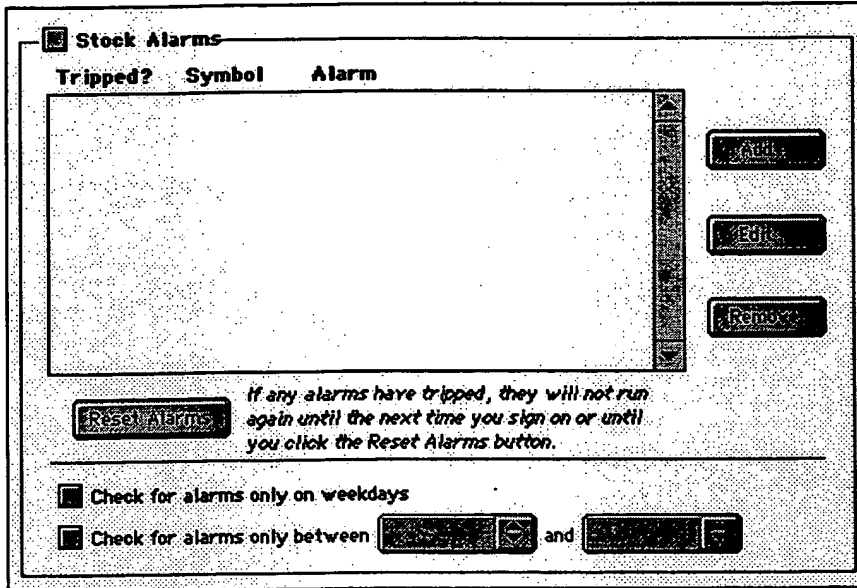 Stock Alarms
Tripped? Symbol Alarm
Add...
Edit...
Remove
Reset Alarms
If any alarms have tripped, they will not run
again until the next time you sign on or until
you click the Reset Alarms button.
Check for alarms only on weekdays
Check for alarms only between and